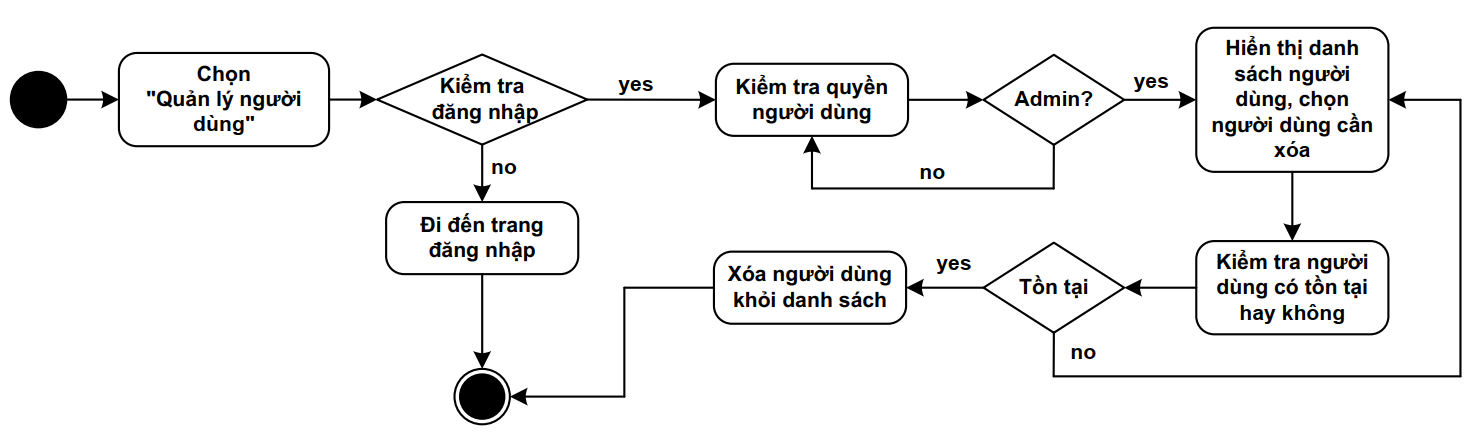 Chọn
"Quản lý người
dùng"
Kiểm tra
đăng nhập
yes
Kiểm tra quyền
người dùng
Admin?
yes
Hiển thị danh
sách người
dùng, chọn
người dùng cần
xóa
no
no
Đi đến trang
đăng nhập
Xóa người dùng
khỏi danh sách
yes
Tồn tại
Kiểm tra người
dùng có tồn tại
hay không
no